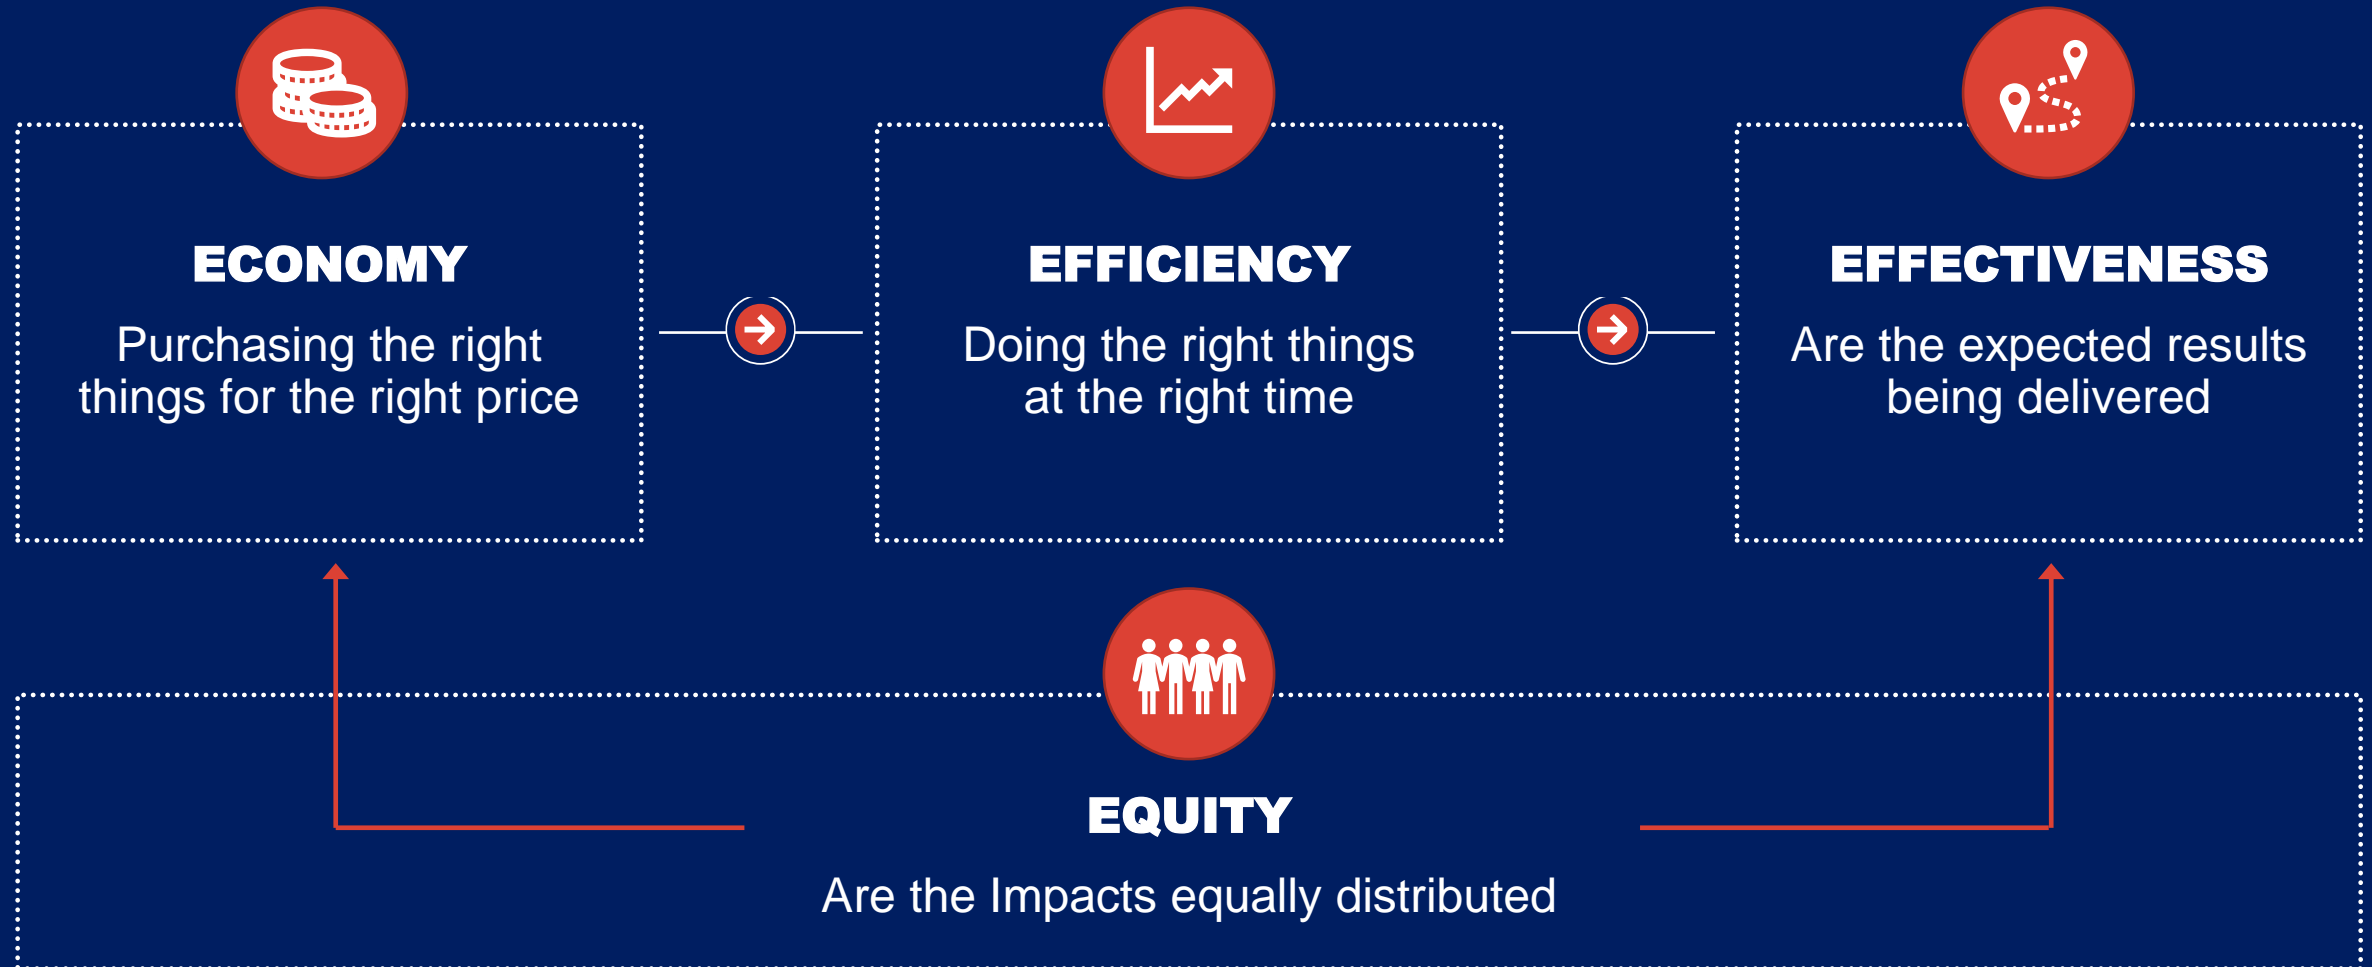 ECONOMY
Purchasing the right
things for the right price
EFFICIENCY
Doing the right things
at the right time
EFFECTIVENESS
Are the expected results
being delivered
EQUITY
Are the Impacts equally distributed